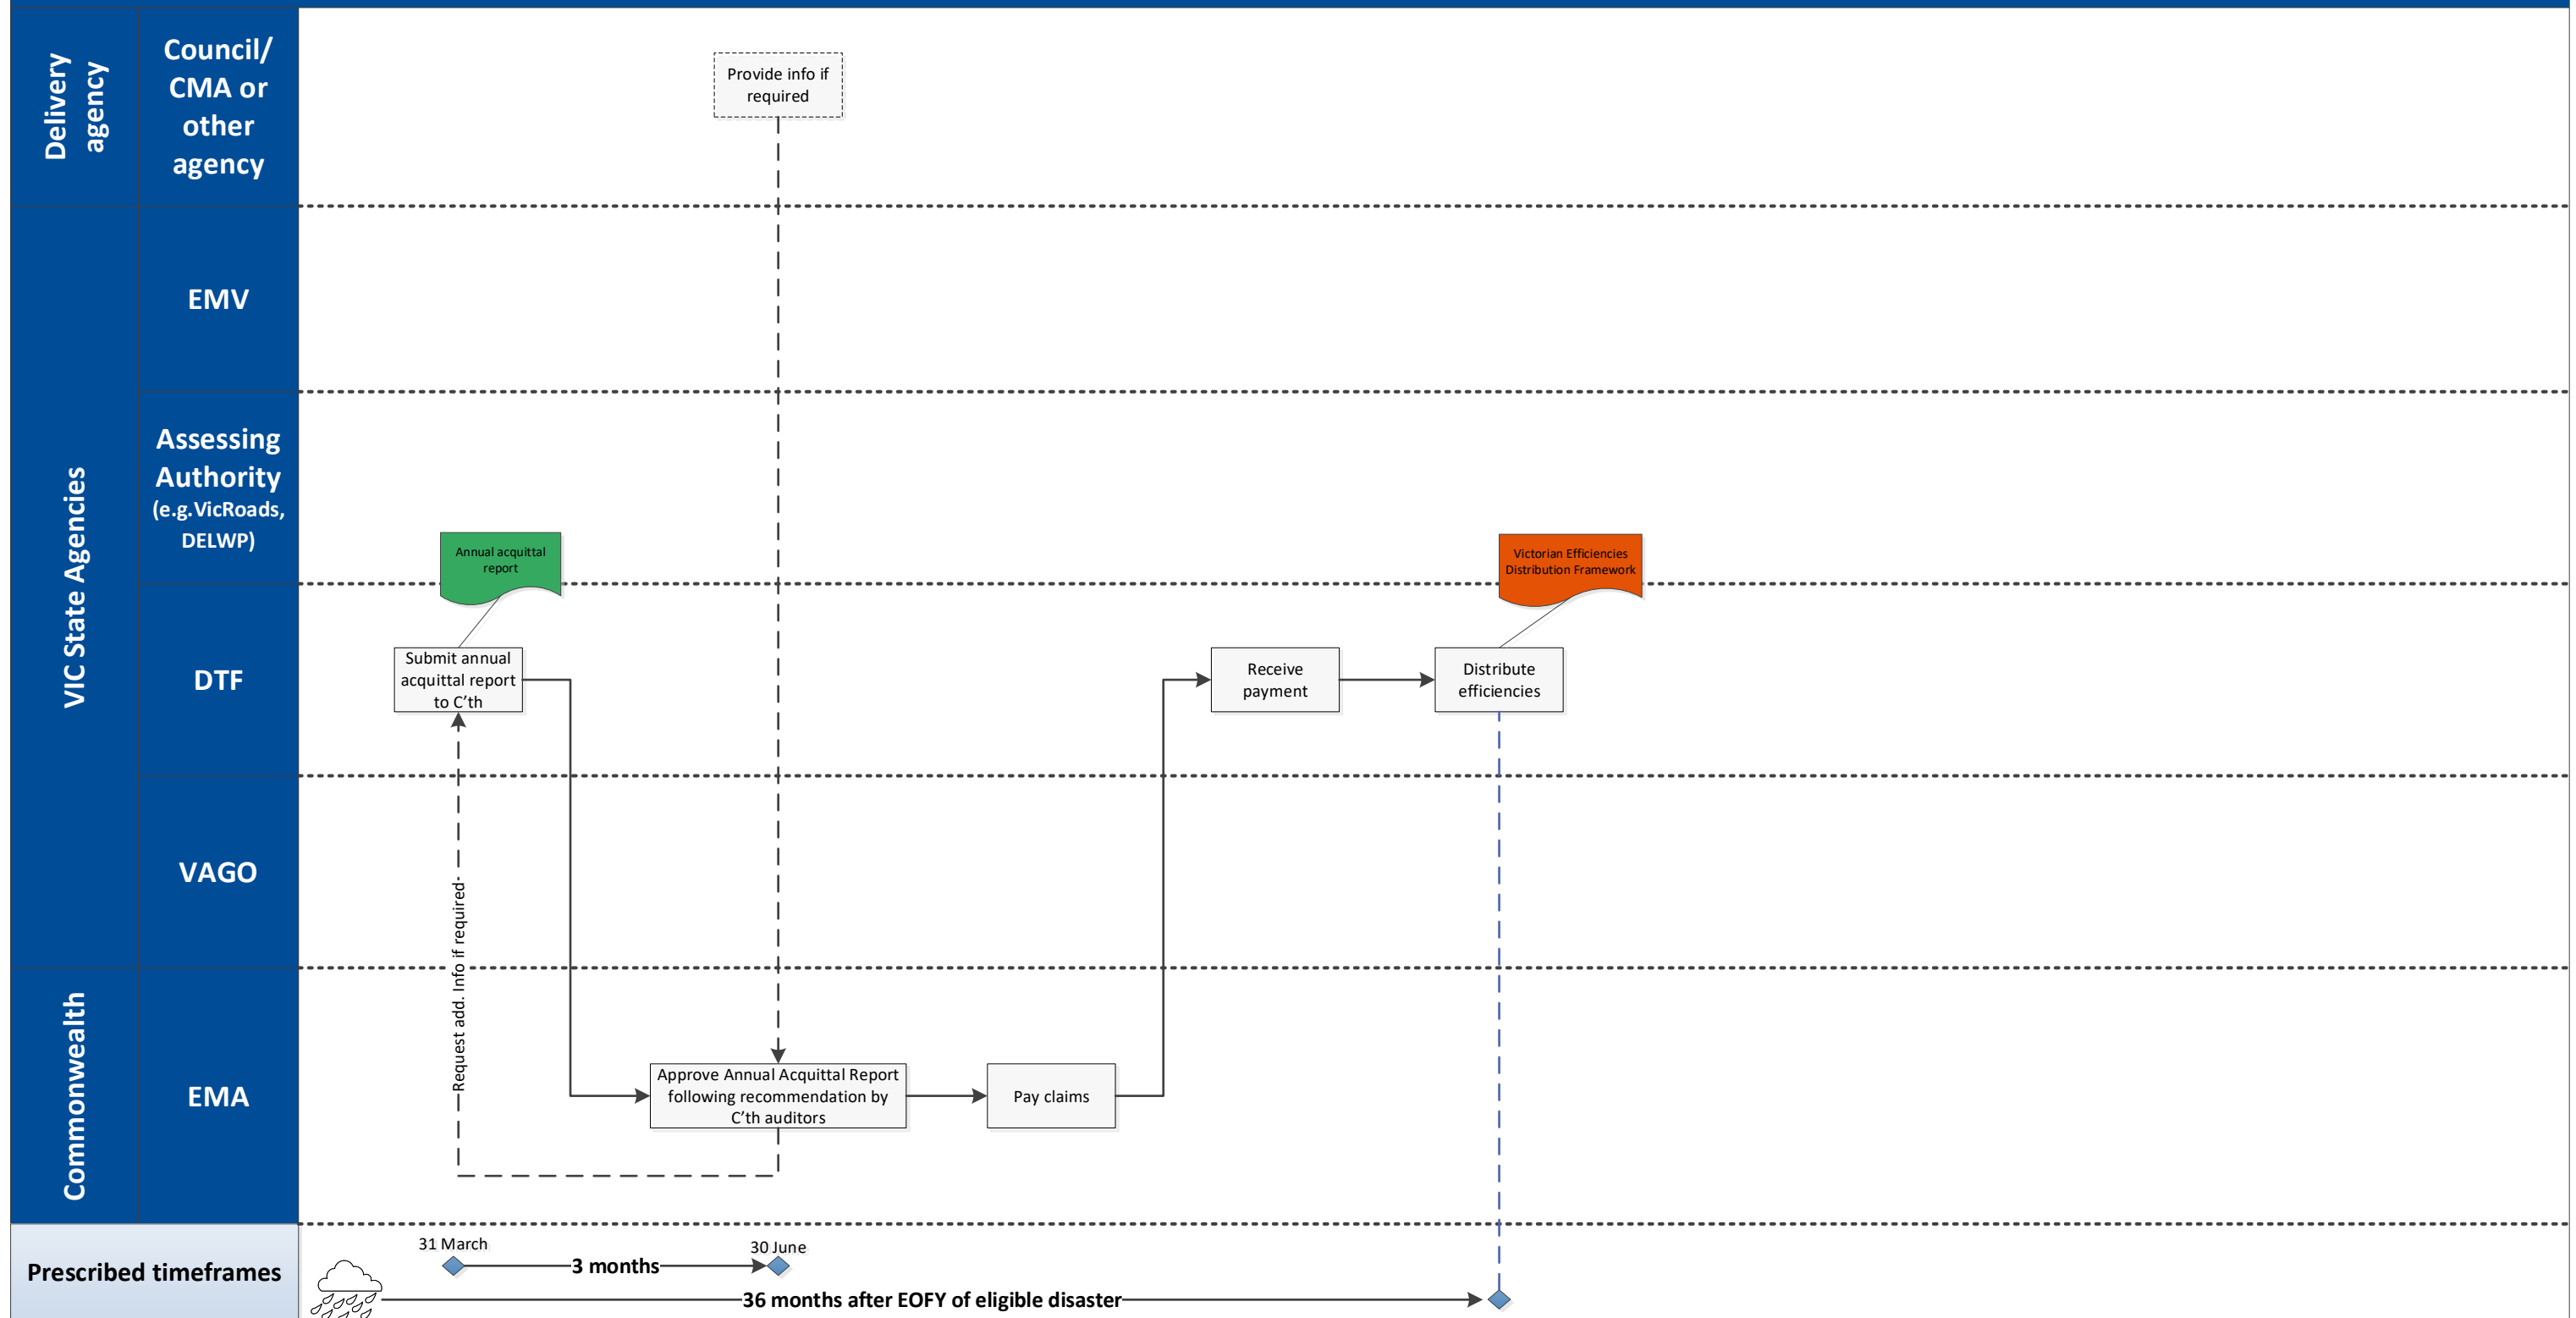 Delivery
agency
Council/
CMA or
other
agency
Provide info if
required
VIC State Agencies
EMV
Assessing
Authority
(e.g.VicRoads,
DELWP)
Annual acquittal
report
Victorian Efficiencies
Distribution Framework
DTF
Submit annual
acquittal report
to C'th
Receive
payment
Distribute
efficiencies
VAGO
Request add. Info if required
Commonwealth
EMA
Approve Annual Acquittal Report
following recommendation by
C'th auditors
Pay claims
Prescribed timeframes
31 March
3 months
30 June
36 months after EOFY of eligible disaster